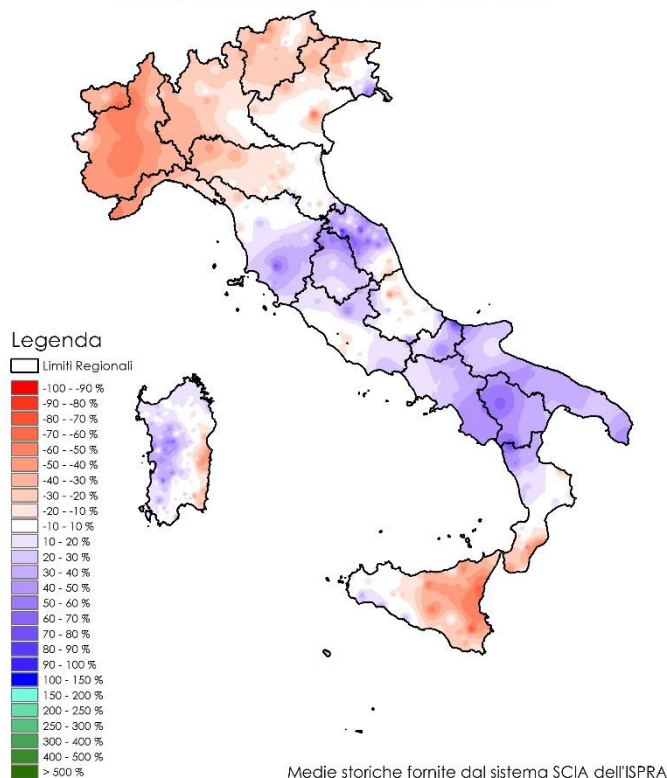 Legenda
Limiti Regionali
-100 - -90 %
-90 - -80 %
-80 - -70 %
-70 - -60 %
-60 - -50 %
-50 - -40 %
-40 - -30 %
-30 - -20 %
-20 - -10 %
-10 - 10 %
10 - 20 %
20 - 30 %
30 - 40 %
40 - 50 %
50 - 60 %
60 - 70 %
70 - 80 %
80 - 90 %
90 - 100 %
100 - 150 %
150 - 200 %
200 - 250 %
250 - 300 %
300 - 400 %
400 - 500 %
> 500 %
Medie storiche fornite dal sistema SCIA dell'ISPRA